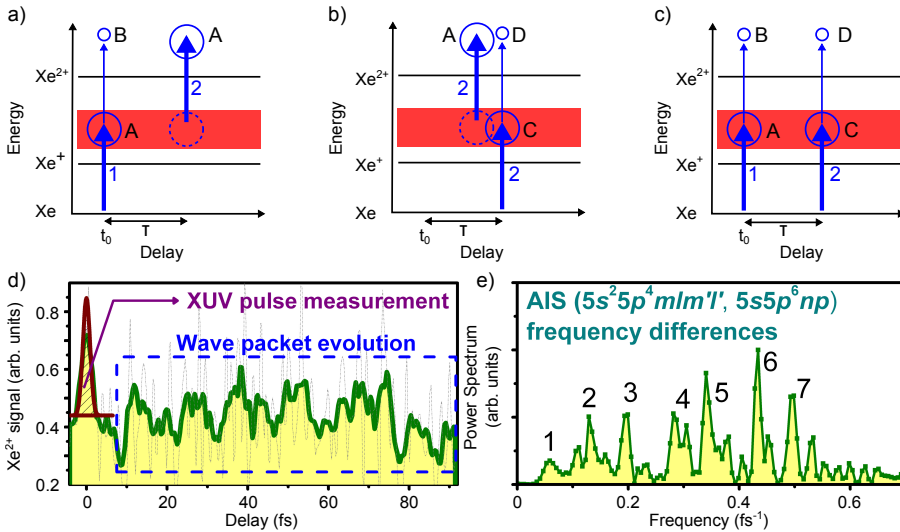 a)
B
A
Xe²⁺
2
Energy
A
Xe⁺
1
Xe
t₀
τ
Delay
b)
A
D
Xe²⁺
2
Energy
C
Xe⁺
2
Xe
t₀
τ
Delay
c)
B
D
Xe²⁺
Energy
A
C
Xe⁺
1
2
Xe
t₀
τ
Delay
d)
XUV pulse measurement
Wave packet evolution
Xe²⁺ signal (arb. units)
0.8
0.6
0.4
0.2
0
20
40
60
80
Delay (fs)
e)
AIS (5s²5p⁴mlm'l', 5s5p⁶np)
frequency differences
Power Spectrum
(arb. units)
1
2
3
4
5
6
7
0
0.2
0.4
0.6
Frequency (fs⁻¹)